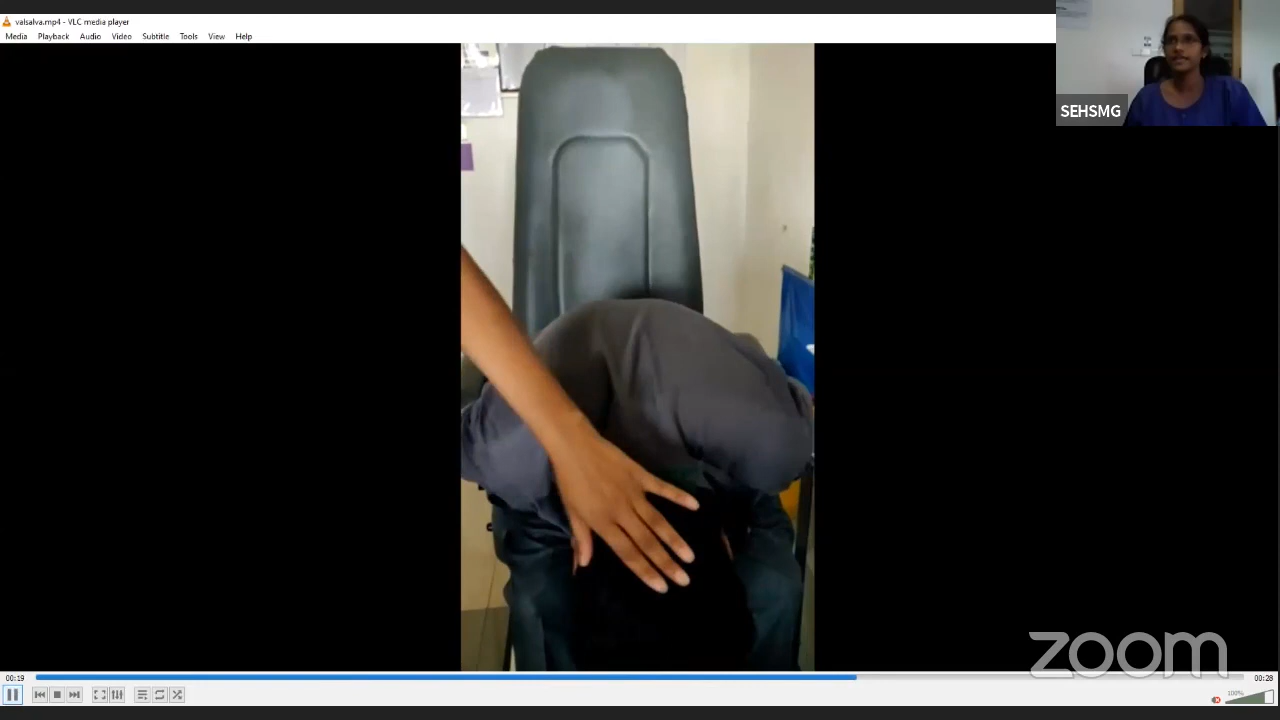 valsalva.mp4 - VLC media player
Media Playback Audio Video Subtitle Tools View Help
SEHSMG
zoom
00:19
00:28
100%